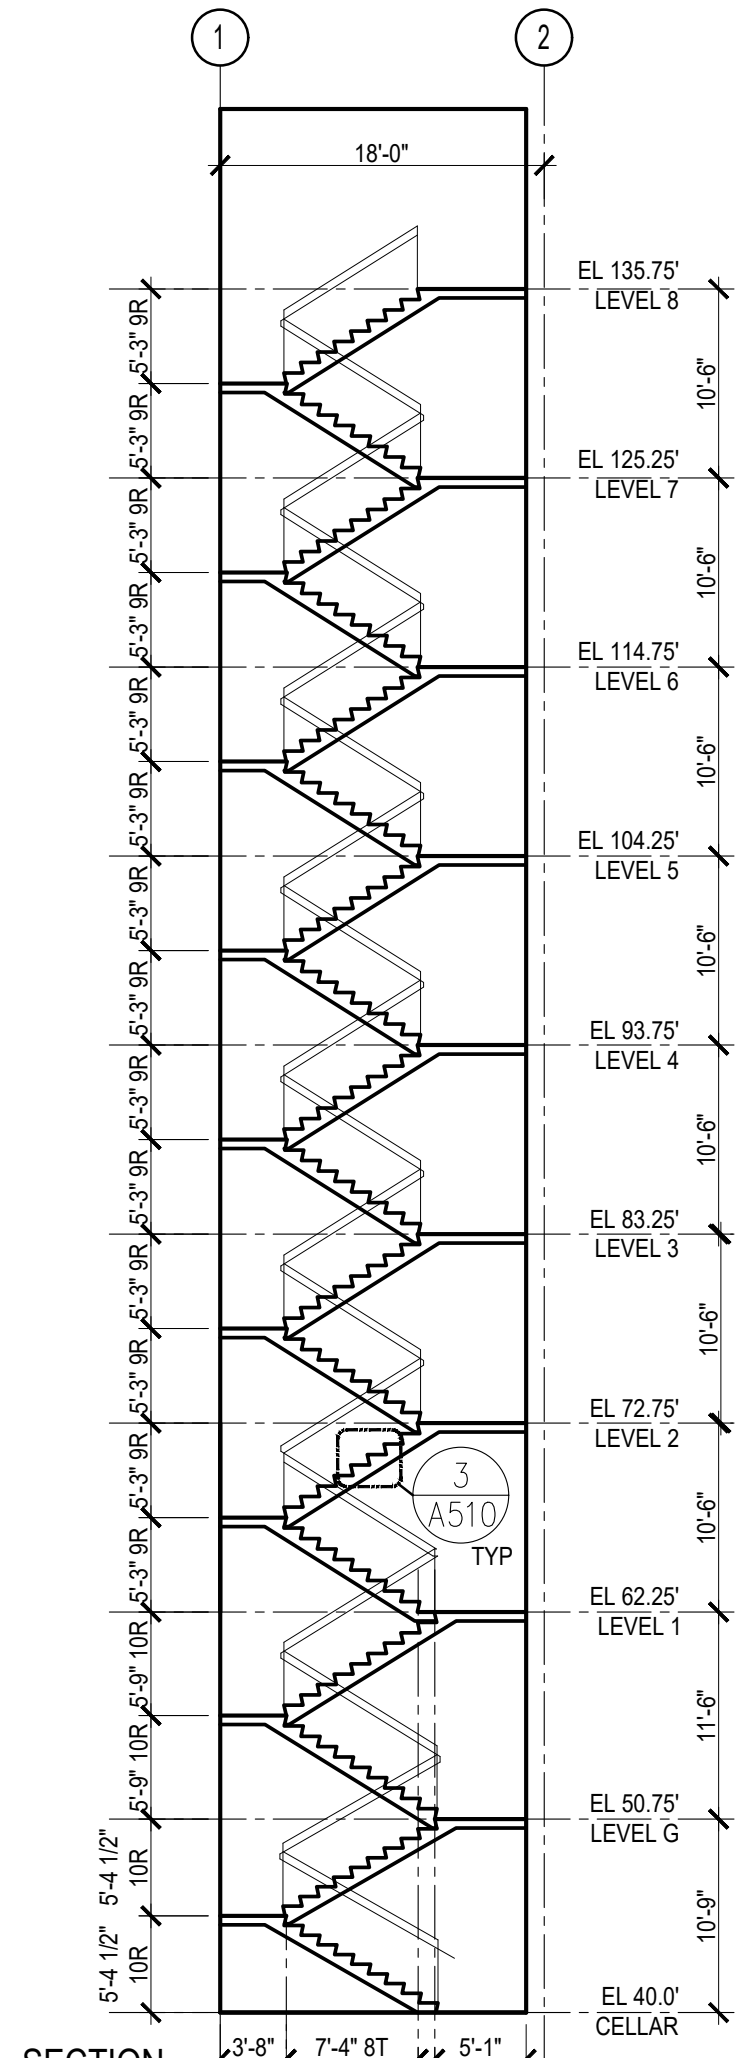 1
2
18'-0"
EL 135.75'
LEVEL 8
5'-3" 9R
10'-6"
5'-3" 9R
EL 125.25'
LEVEL 7
5'-3" 9R
10'-6"
5'-3" 9R
EL 114.75'
LEVEL 6
5'-3" 9R
10'-6"
5'-3" 9R
EL 104.25'
LEVEL 5
5'-3" 9R
10'-6"
5'-3" 9R
EL 93.75'
LEVEL 4
5'-3" 9R
10'-6"
5'-3" 9R
EL 83.25'
LEVEL 3
5'-3" 9R
10'-6"
5'-3" 9R
EL 72.75'
LEVEL 2
5'-3" 9R
3
A510
TYP
10'-6"
5'-3" 9R
EL 62.25'
LEVEL 1
5'-9" 10R
11'-6"
5'-9" 10R
EL 50.75'
LEVEL G
5'-4 1/2"
10R
10'-9"
5'-4 1/2"
10R
EL 40.0'
CELLAR
3'-8"
7'-4" 8T
5'-1"
SECTION